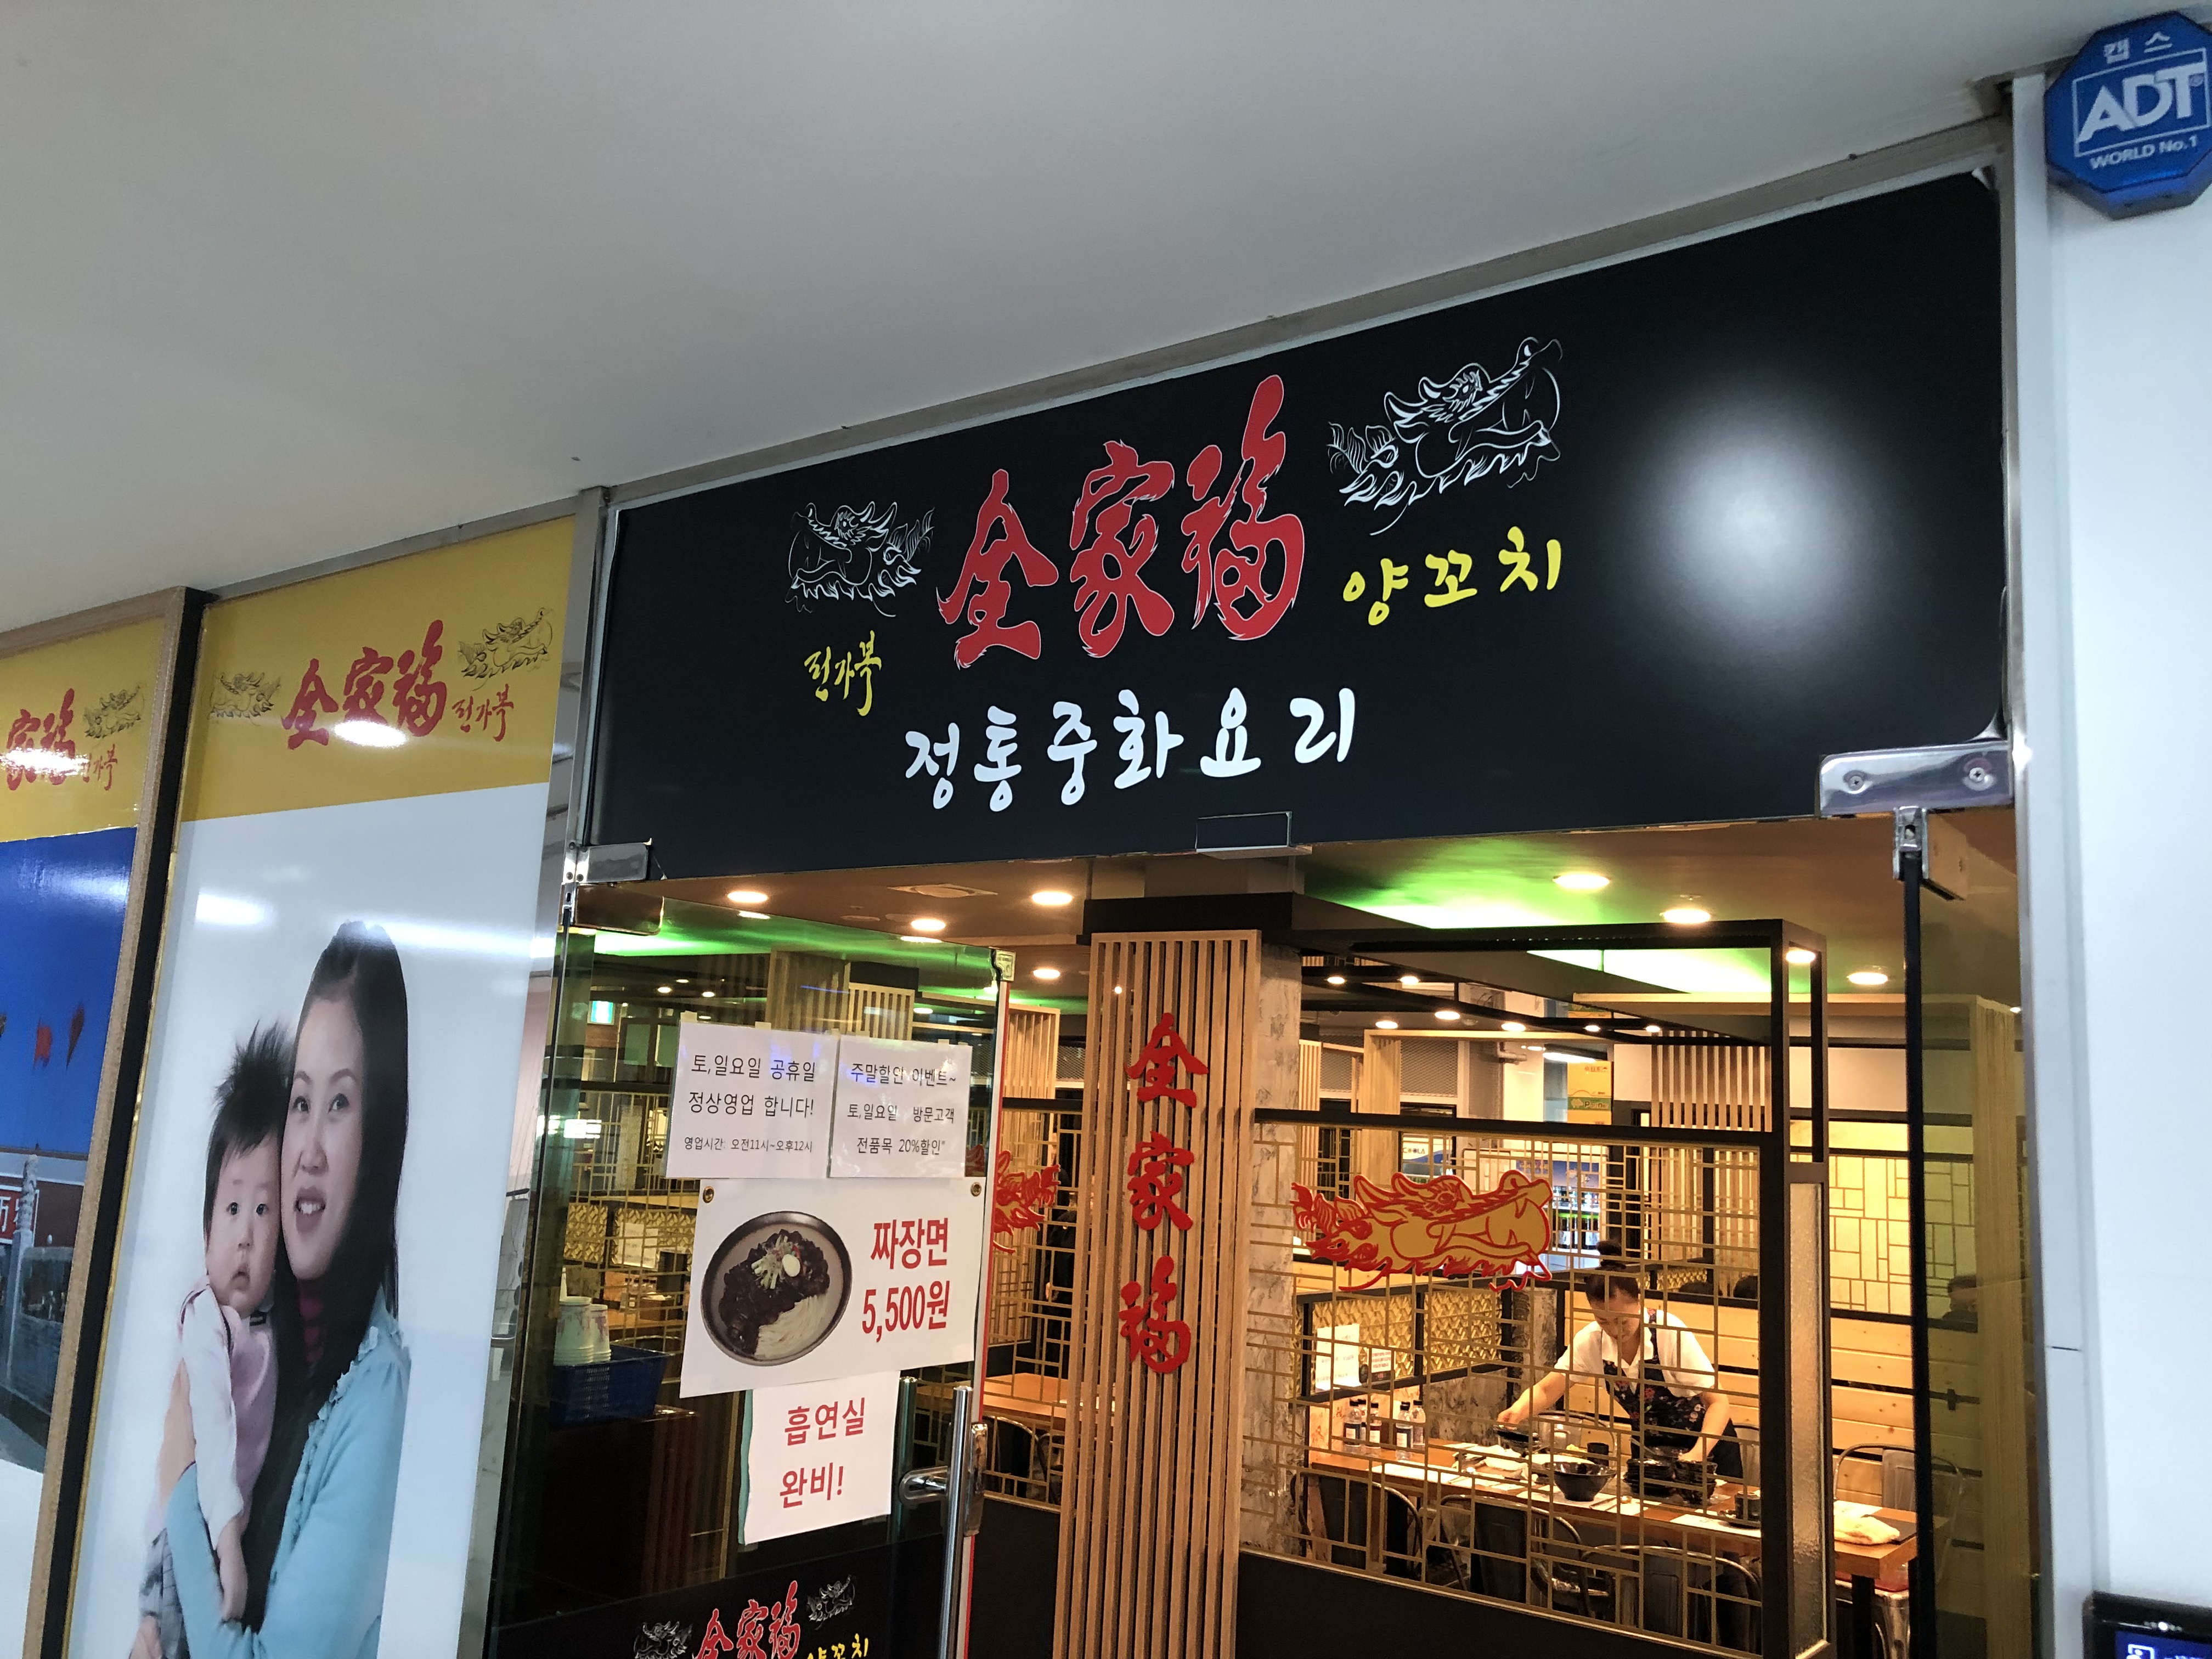 캡스
ADT
WORLD No.1
全家福
양꼬치
전가복
정통중화요리
全家福
전가복
家福
전가복
토,일요일 공휴일
정상영업 합니다!
영업시간: 오전11시~오후12시
주말할인 이벤트~
토,일요일 방문고객
전품목 20%할인"
짜장면
5,500원
흡연실
완비!
全家福
全家福
양꼬치